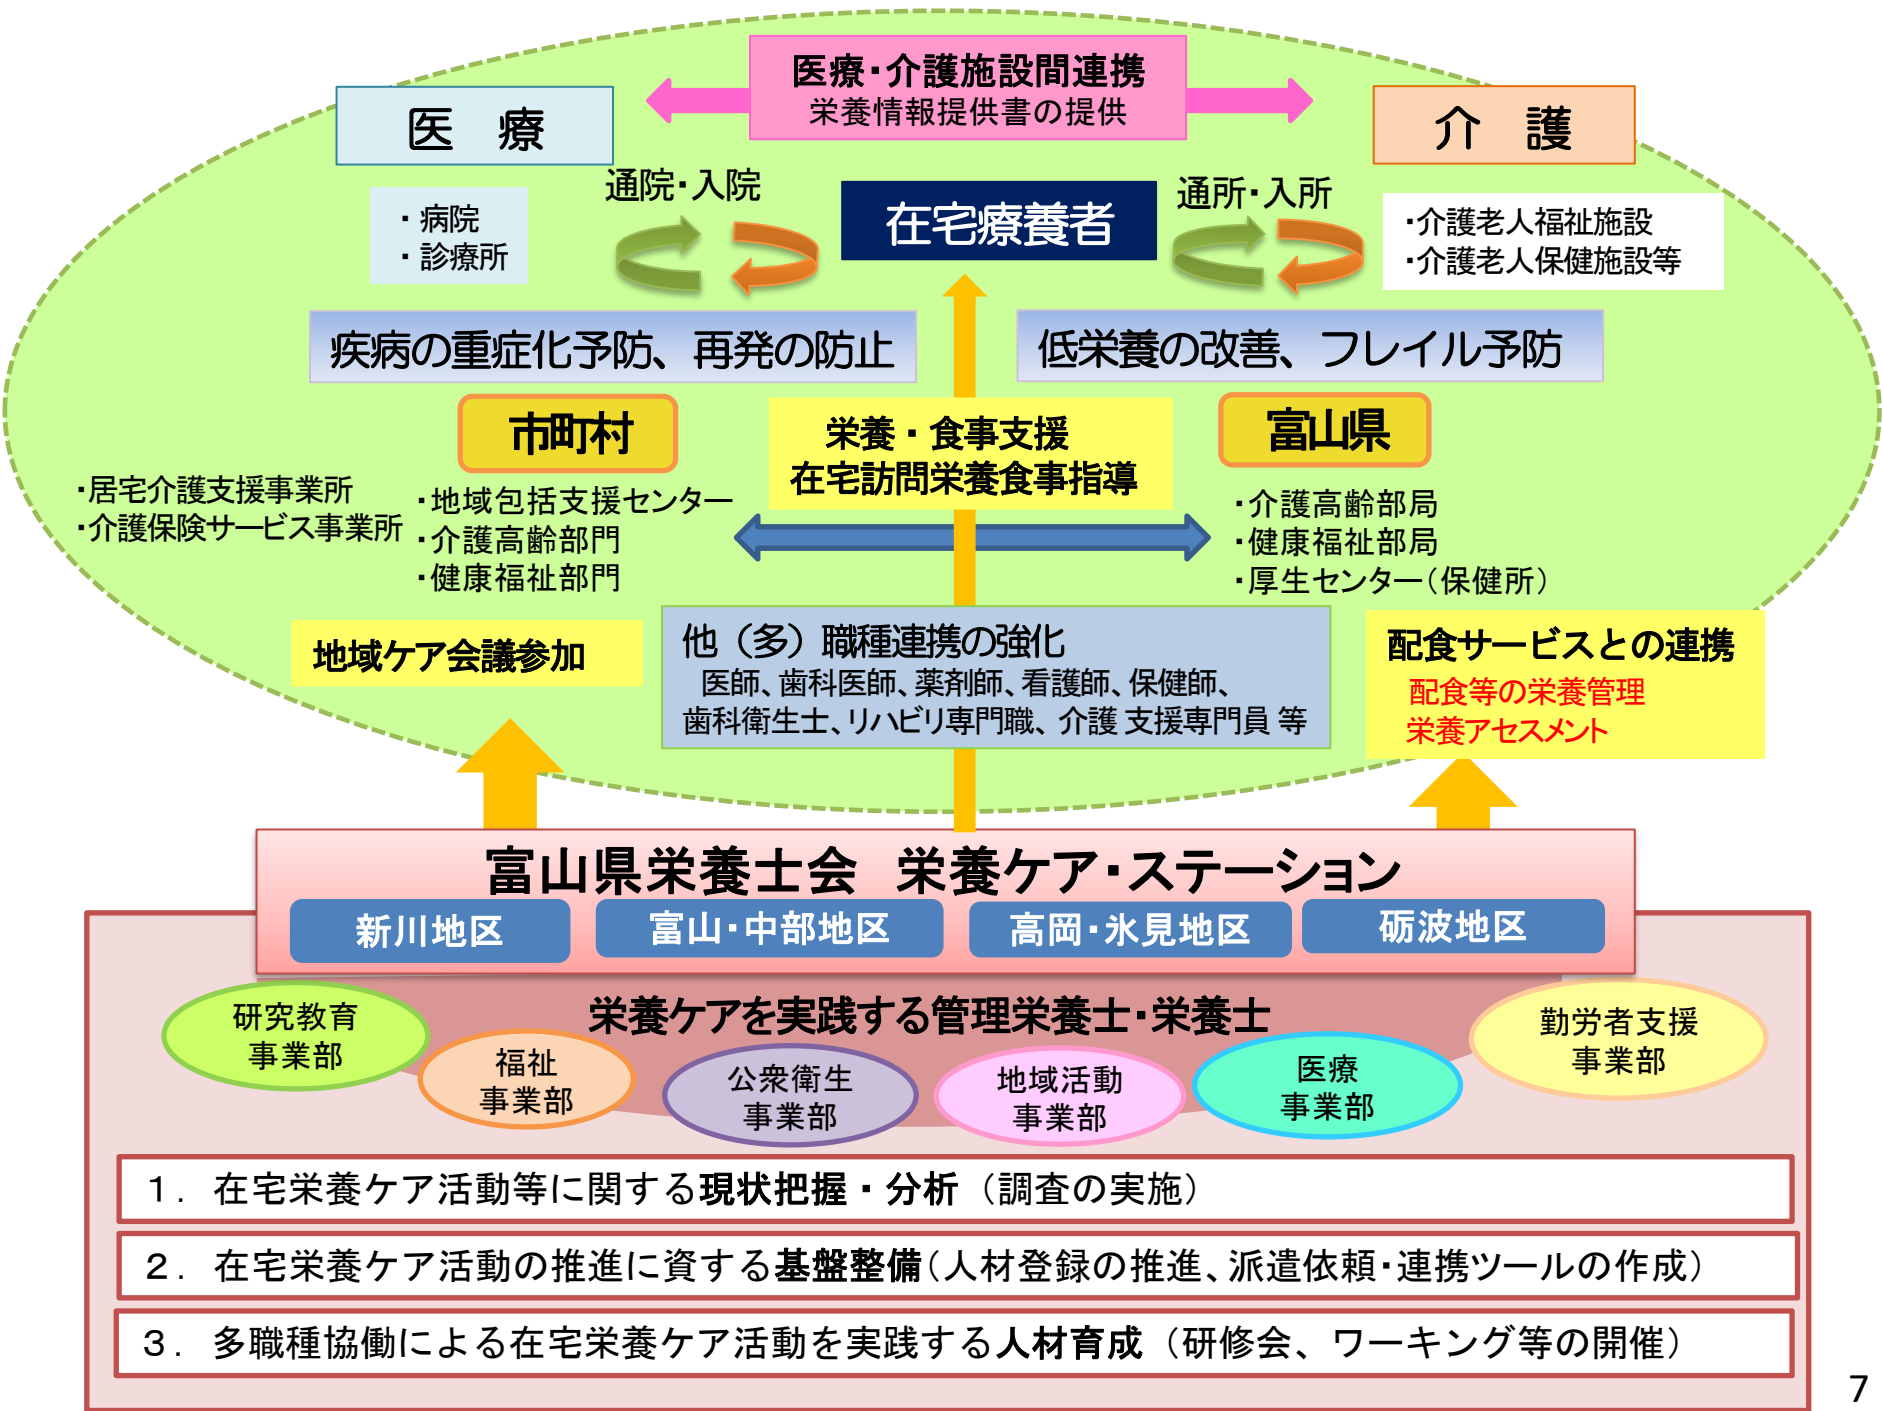 医療・介護施設間連携
栄養情報提供書の提供
医　療
介　護
・病院
・診療所
通院・入院
在宅療養者
通所・入所
・介護老人福祉施設
・介護老人保健施設等
疾病の重症化予防、再発の防止
低栄養の改善、フレイル予防
市町村
栄養・食事支援
在宅訪問栄養食事指導
富山県
・居宅介護支援事業所
・介護保険サービス事業所
・地域包括支援センター
・介護高齢部門
・健康福祉部門
・介護高齢部局
・健康福祉部局
・厚生センター（保健所）
地域ケア会議参加
他（多）職種連携の強化
医師、歯科医師、薬剤師、看護師、保健師、
歯科衛生士、リハビリ専門職、介護 支援専門員 等
配食サービスとの連携
配食等の栄養管理
栄養アセスメント
富山県栄養士会　栄養ケア・ステーション
新川地区
富山・中部地区
高岡・氷見地区
砺波地区
栄養ケアを実践する管理栄養士・栄養士
研究教育
事業部
福祉
事業部
公衆衛生
事業部
地域活動
事業部
医療
事業部
勤労者支援
事業部
１．在宅栄養ケア活動等に関する現状把握・分析（調査の実施）
２．在宅栄養ケア活動の推進に資する基盤整備（人材登録の推進、派遣依頼・連携ツールの作成）
３．多職種協働による在宅栄養ケア活動を実践する人材育成（研修会、ワーキング等の開催）
7